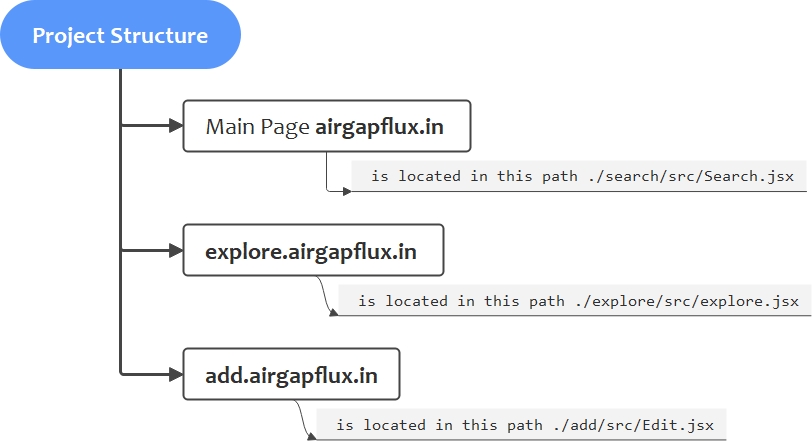 Project Structure
Main Page airgapflux.in
is located in this path ./search/src/Search.jsx
explore.airgapflux.in
is located in this path ./explore/src/explore.jsx
add.airgapflux.in
is located in this path ./add/src/Edit.jsx